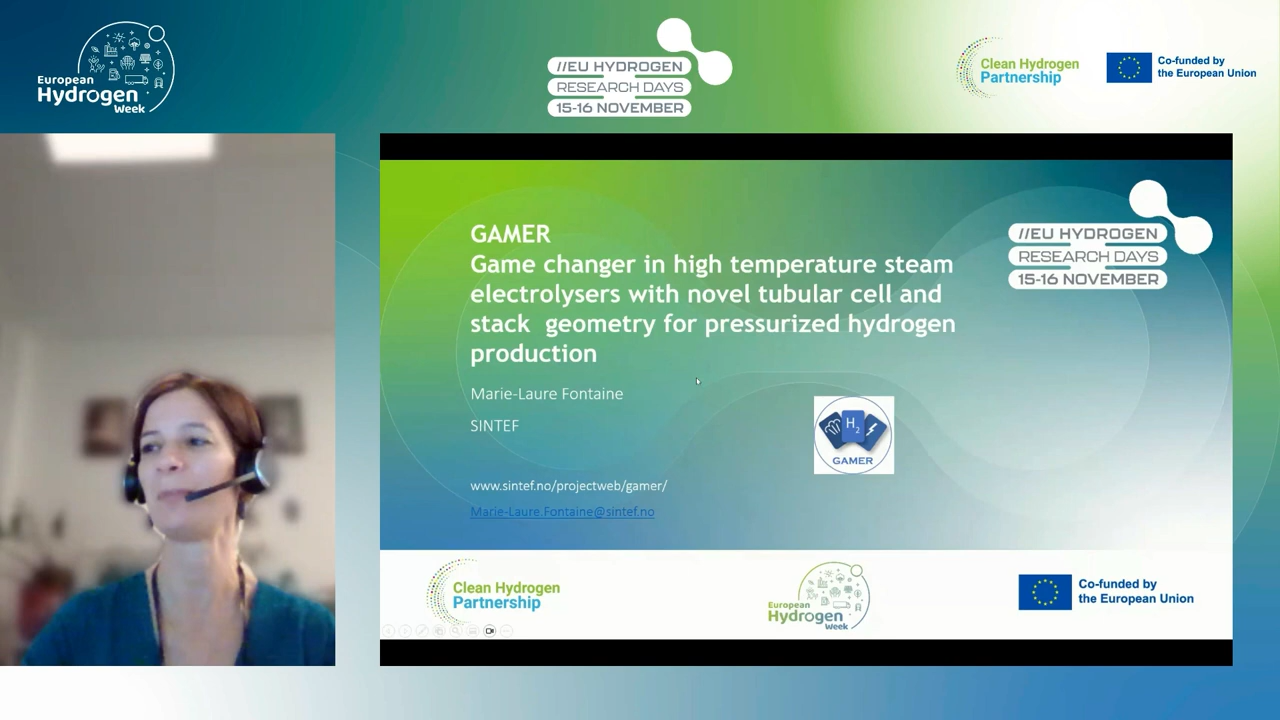 European
Hydrogen
Week
//EU HYDROGEN
RESEARCH DAYS
15-16 NOVEMBER
Clean Hydrogen
Partnership
Co-funded by
the European Union
GAMER
Game changer in high temperature steam
electrolysers with novel tubular cell and
stack geometry for pressurized hydrogen
production
Marie-Laure Fontaine
SINTEF
www.sintef.no/projectweb/gamer/
Marie-Laure.Fontaine@sintef.no
//EU HYDROGEN
RESEARCH DAYS
15-16 NOVEMBER
H2
GAMER
Clean Hydrogen
Partnership
European
Hydrogen
Week
Co-funded by
the European Union